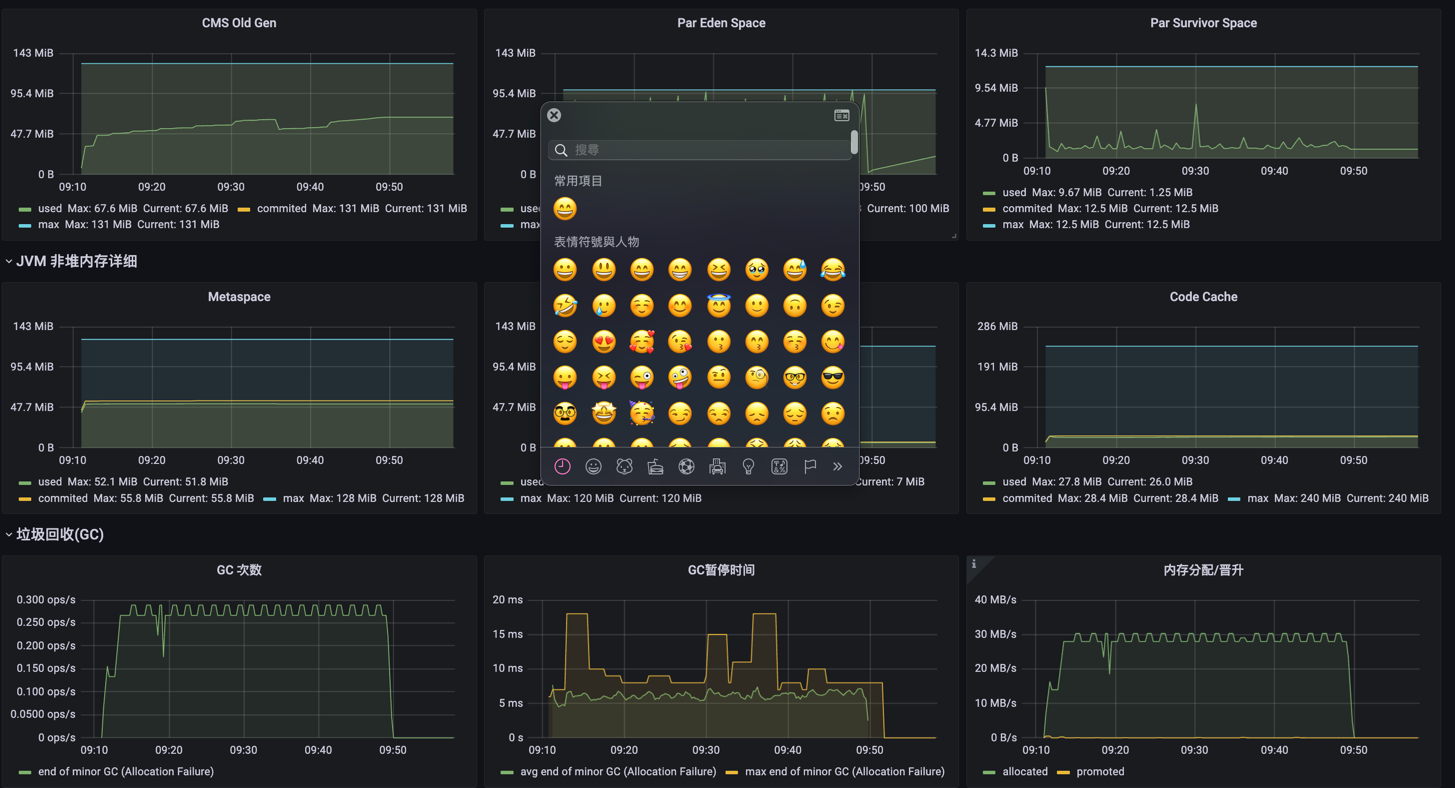 CMS Old Gen
143 MiB
95.4 MiB
47.7 MiB
0 B
09:10 09:20 09:30 09:40 09:50
used Max: 67.6 MiB Current: 67.6 MiB commited Max: 131 MiB Current: 131 MiB
max Max: 131 MiB Current: 131 MiB
Par Eden Space
143 MiB
95.4 MiB
47.7 MiB
0 B
09:50
Current: 100 MiB
Par Survivor Space
14.3 MiB
9.54 MiB
4.77 MiB
0 B
09:10 09:20 09:30 09:40 09:50
used Max: 9.67 MiB Current: 1.25 MiB
commited Max: 12.5 MiB Current: 12.5 MiB
max Max: 12.5 MiB Current: 12.5 MiB
搜尋
常用項目
表情符號與人物
JVM 非堆内存详细
Metaspace
143 MiB
95.4 MiB
47.7 MiB
0 B
09:10 09:20 09:30 09:40 09:50
used Max: 52.1 MiB Current: 51.8 MiB
commited Max: 55.8 MiB Current: 55.8 MiB max Max: 128 MiB Current: 128 MiB
143 MiB
95.4 MiB
47.7 MiB
0 B
09:50
used
max Max: 120 MiB Current: 120 MiB
Current: 7 MiB
Code Cache
286 MiB
191 MiB
95.4 MiB
0 B
09:10 09:20 09:30 09:40 09:50
used Max: 27.8 MiB Current: 26.0 MiB
commited Max: 28.4 MiB Current: 28.4 MiB max Max: 240 MiB Current: 240 MiB
垃圾回收(GC)
GC 次数
0.300 ops/s
0.250 ops/s
0.200 ops/s
0.150 ops/s
0.100 ops/s
0.0500 ops/s
0 ops/s
09:10 09:20 09:30 09:40 09:50
end of minor GC (Allocation Failure)
GC暂停时间
20 ms
15 ms
10 ms
5 ms
0 s
09:10 09:20 09:30 09:40 09:50
avg end of minor GC (Allocation Failure) max end of minor GC (Allocation Failure)
内存分配/晋升
40 MB/s
30 MB/s
20 MB/s
10 MB/s
0 B/s
09:10 09:20 09:30 09:40 09:50
allocated promoted